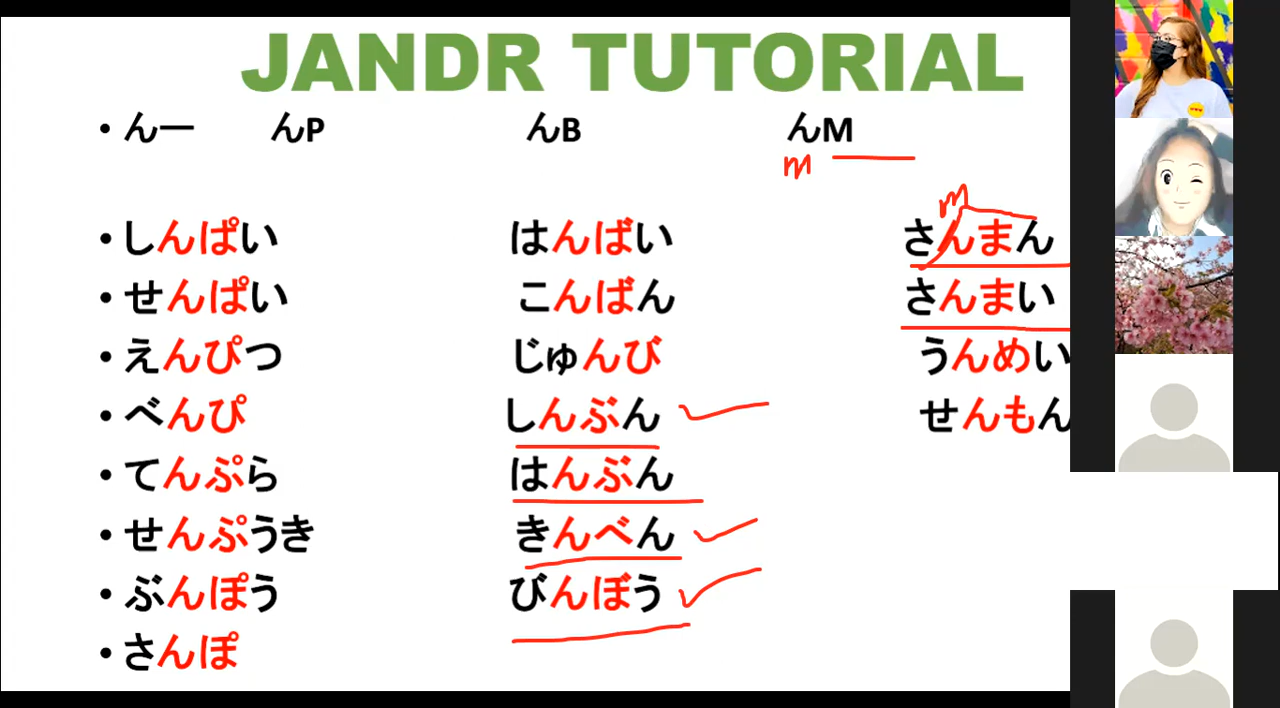 JANDR TUTORIAL
• んー んP んB んM
m
m
• しんぱい はんばい さんまん
• せんぱい こんばん さんまい
• えんぴつ じゅんび うんめい
• べんぴ しんぶん せんもん
• てんぷら はんぶん
• せんぷうき きんべん
• ぶんぽう びんぼう
• さんぽ